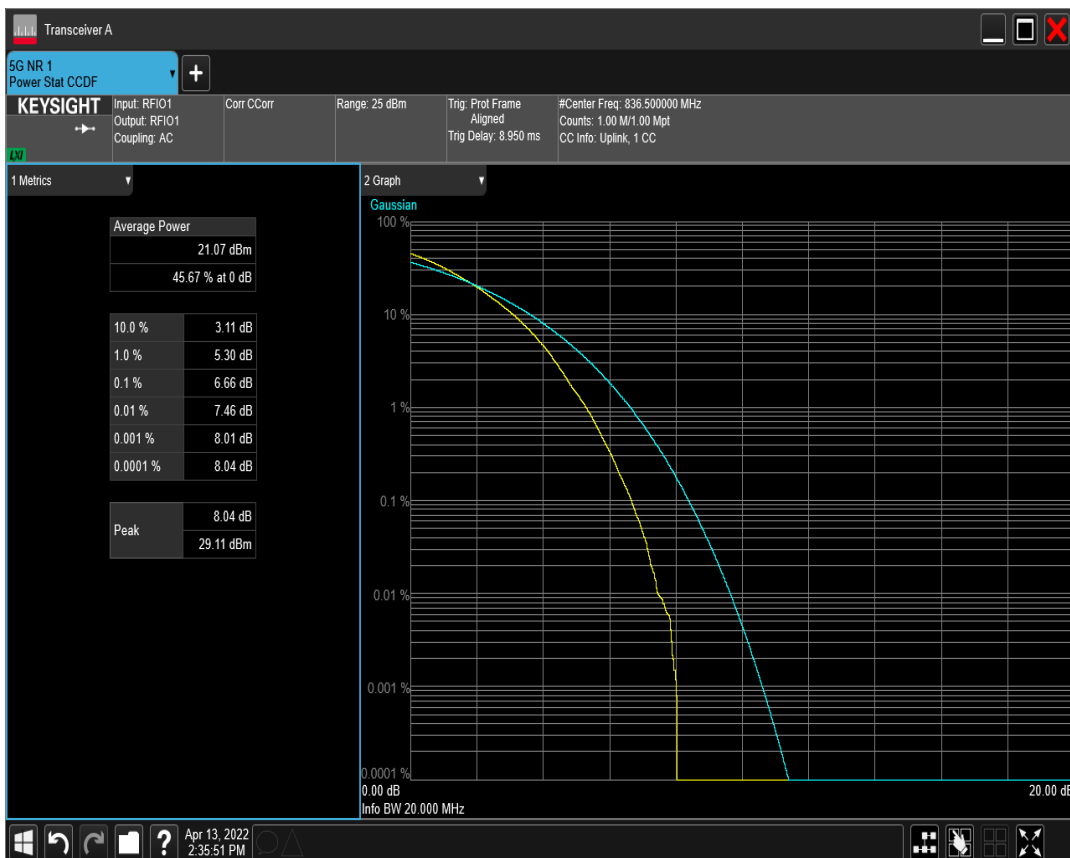 Transceiver A
5G NR 1
Power Stat CCDF
KEYSIGHT
LXI
Input: RFIO1
Output: RFIO1
Coupling: AC
Corr CCorr
Range: 25 dBm
Trig: Prot Frame
Aligned
Trig Delay: 8.950 ms
#Center Freq: 836.500000 MHz
Counts: 1.00 M/1.00 Mpt
CC Info: Uplink, 1 CC
1 Metrics
Average Power
21.07 dBm
45.67 % at 0 dB
10.0 % 3.11 dB
1.0 % 5.30 dB
0.1 % 6.66 dB
0.01 % 7.46 dB
0.001 % 8.01 dB
0.0001 % 8.04 dB
Peak 8.04 dB
29.11 dBm
2 Graph
Gaussian
100 %
10 %
1 %
0.1 %
0.01 %
0.001 %
0.0001 %
0.00 dB 20.00 dB
Info BW 20.000 MHz
?
Apr 13, 2022
2:35:51 PM